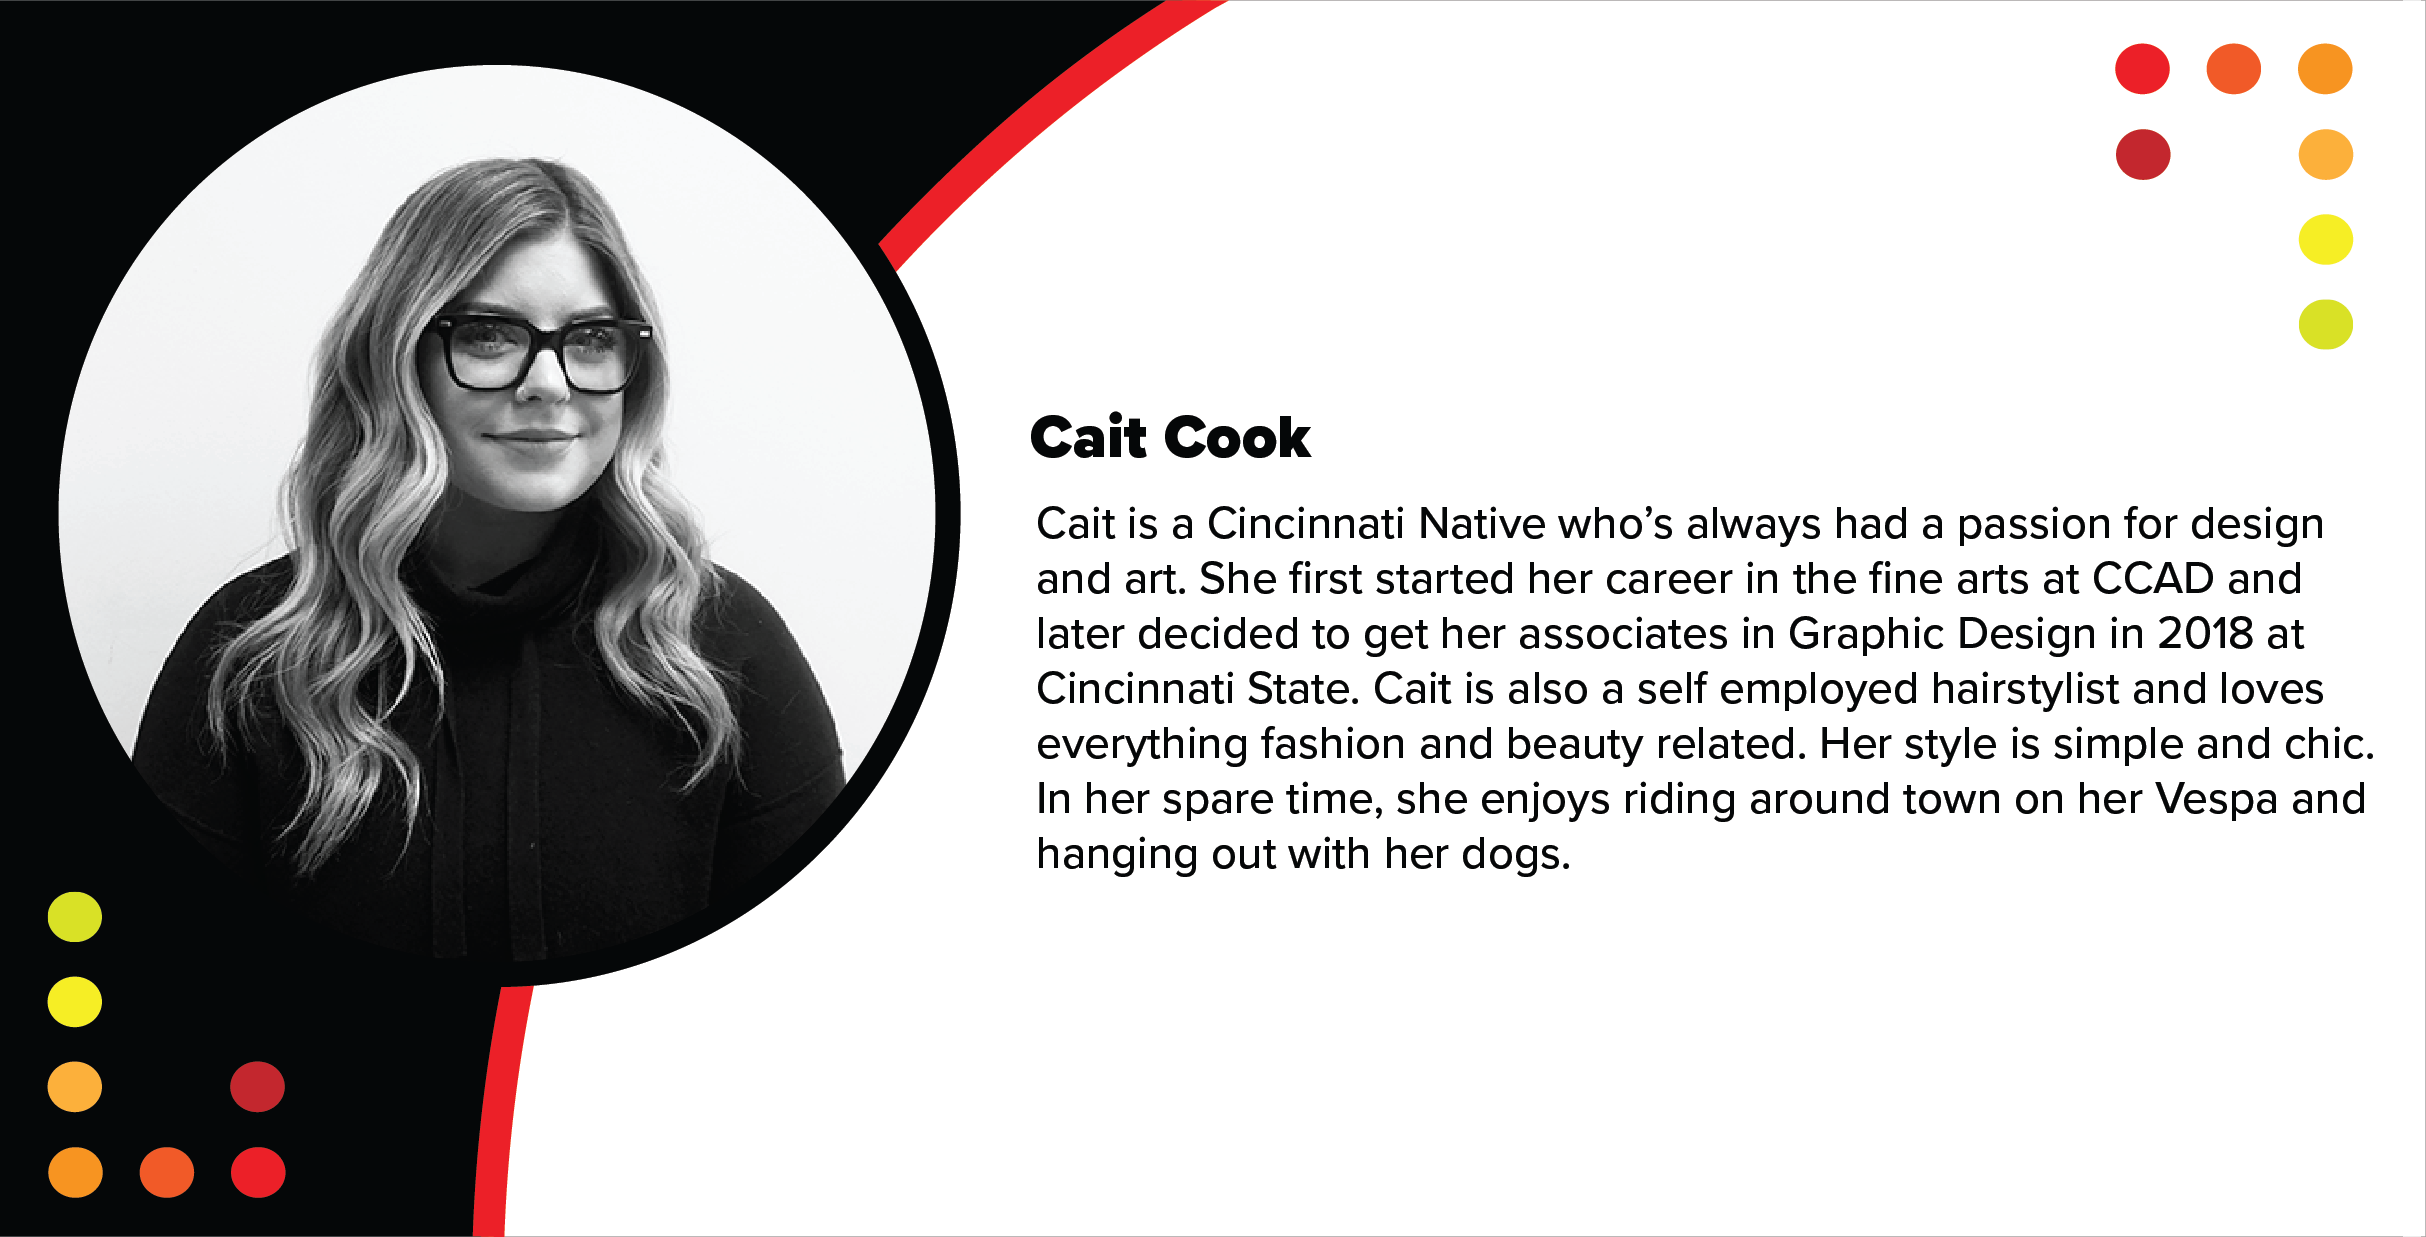 Cait Cook
Cait is a Cincinnati Native who’s always had a passion for design
and art. She first started her career in the fine arts at CCAD and
later decided to get her associates in Graphic Design in 2018 at
Cincinnati State. Cait is also a self employed hairstylist and loves
everything fashion and beauty related. Her style is simple and chic.
In her spare time, she enjoys riding around town on her Vespa and
hanging out with her dogs.